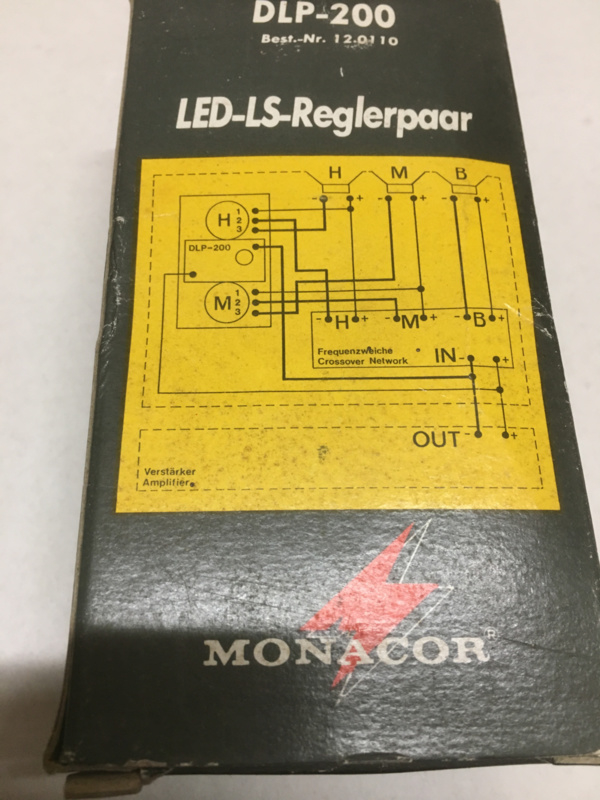 DLP-200
Best.-Nr. 12.0110
LED-LS-Reglerpaar
H M B
- + - + - +
H 1 2 3
DLP-200
M 1 2 3
- H + - M + - B +
Frequenzweiche
Crossover Network
IN - +
OUT - +
Verstärker
Amplifier
MONACOR®